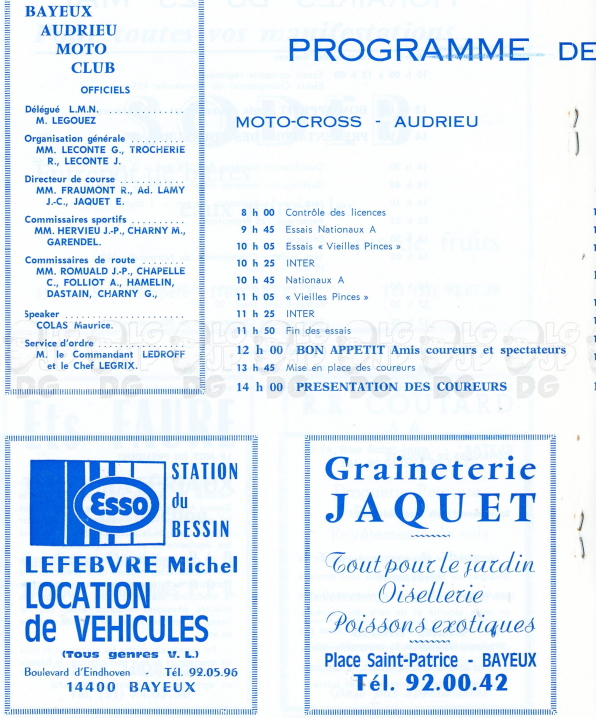 BAYEUX
AUDRIEU
MOTO
CLUB
OFFICIELS
Délégué L.M.N. ..............
M. LEGOUEZ
Organisation générale ..........
MM. LECONTE G., TROCHERIE
R., LECONTE J.
Directeur de course ............
MM. FRAUMONT R., Ad. LAMY
J.-C., JAQUET E.
Commissaires sportifs ..........
MM. HERVIEU J.-P., CHARNY M.,
GARENDEL.
Commissaires de route ..........
MM. ROMUALD J.-P., CHAPELLE
C., FOLLIOT A., HAMELIN,
DASTAIN, CHARNY G.,
Speaker ......................
COLAS Maurice.
Service d'ordre ................
M. le Commandant LEDROFF
et le Chef LEGRIX.
PROGRAMME DE
MOTO-CROSS - AUDRIEU
8 h 00 Contrôle des licences
9 h 45 Essais Nationaux A
10 h 05 Essais « Vieilles Pinces »
10 h 25 INTER
10 h 45 Nationaux A
11 h 05 « Vieilles Pinces »
11 h 25 INTER
11 h 50 Fin des essais
12 h 00 BON APPETIT Amis coureurs et spectateurs
13 h 45 Mise en place des coureurs
14 h 00 PRESENTATION DES COUREURS
Esso
STATION
du
BESSIN
LEFEBVRE Michel
LOCATION
de VEHICULES
(Tous genres V. L.)
Boulevard d'Eindhoven - Tél. 92.05.96
14400 BAYEUX
Graineterie
JAQUET
Tout pour le jardin
Oisellerie
Poissons exotiques
Place Saint-Patrice - BAYEUX
Tél. 92.00.42